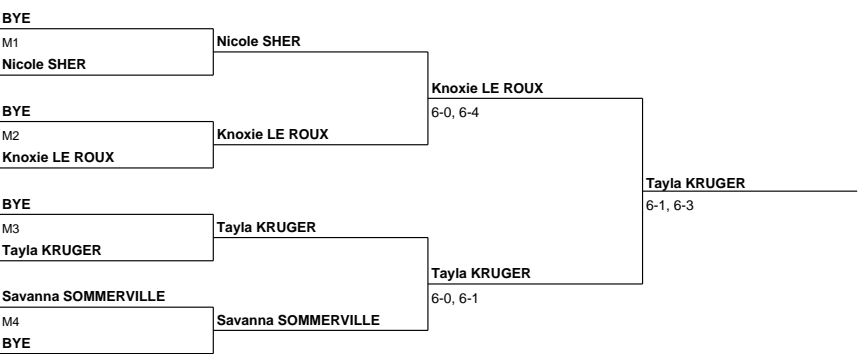 BYE
M1
Nicole SHER
Nicole SHER
BYE
M2
Knoxie LE ROUX
Knoxie LE ROUX
Knoxie LE ROUX
6-0, 6-4
BYE
M3
Tayla KRUGER
Tayla KRUGER
Savanna SOMMERVILLE
M4
BYE
Savanna SOMMERVILLE
Tayla KRUGER
6-0, 6-1
Tayla KRUGER
6-1, 6-3